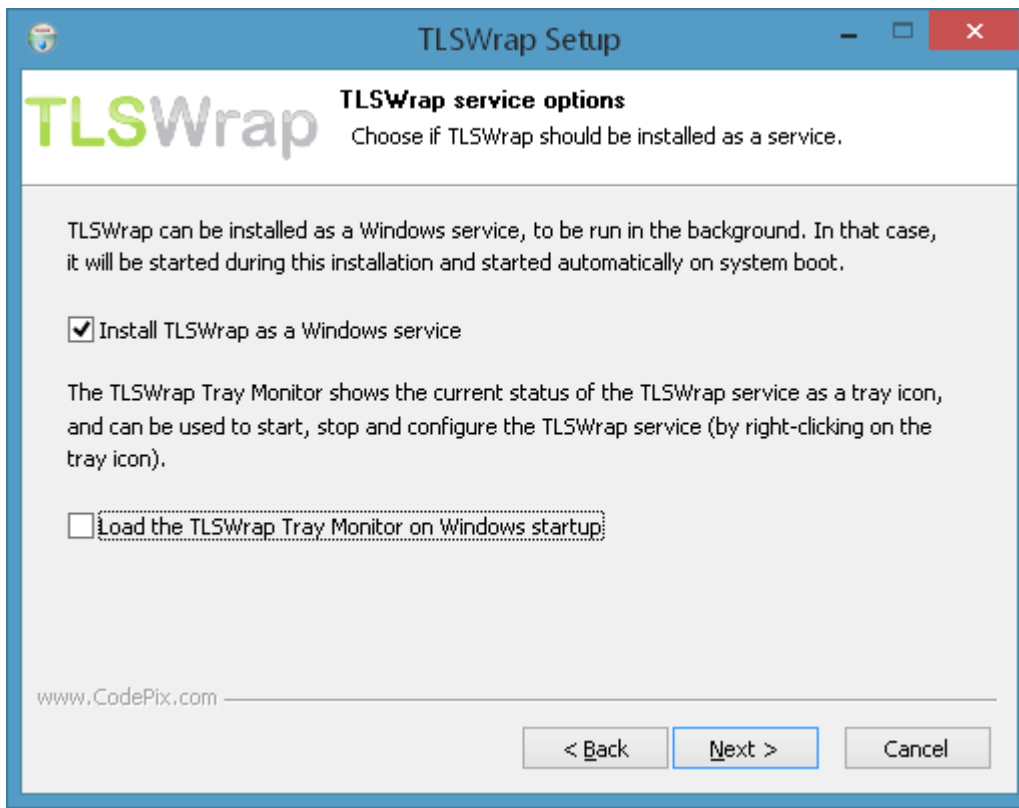 TLSWrap Setup
TLSWrap
TLSWrap service options
Choose if TLSWrap should be installed as a service.
TLSWrap can be installed as a Windows service, to be run in the background. In that case,
it will be started during this installation and started automatically on system boot.
Install TLSWrap as a Windows service
The TLSWrap Tray Monitor shows the current status of the TLSWrap service as a tray icon,
and can be used to start, stop and configure the TLSWrap service (by right-clicking on the
tray icon).
Load the TLSWrap Tray Monitor on Windows startup
www.CodePix.com
< Back
Next >
Cancel